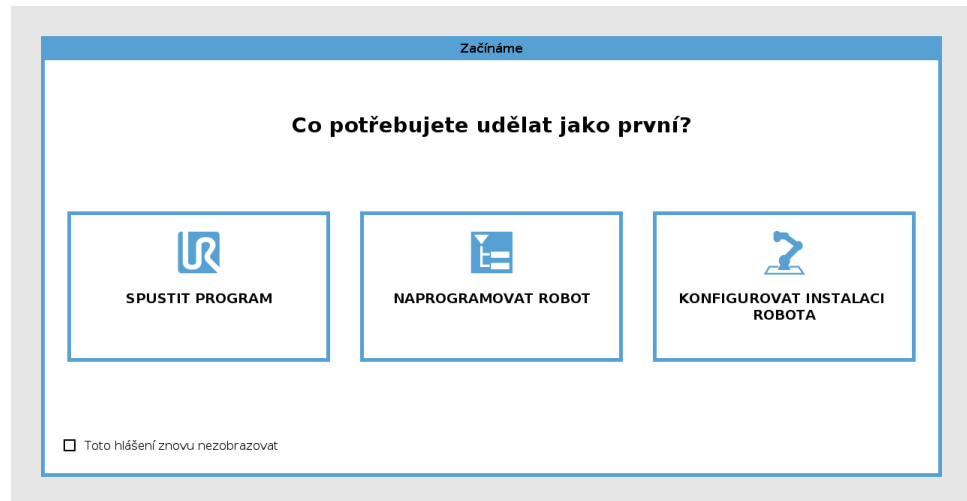 Začínáme
Co potřebujete udělat jako první?
SPUSTIT PROGRAM
NAPROGRAMOVAT ROBOT
KONFIGUROVAT INSTALACI
ROBOTA
Toto hlášení znovu nezobrazovat